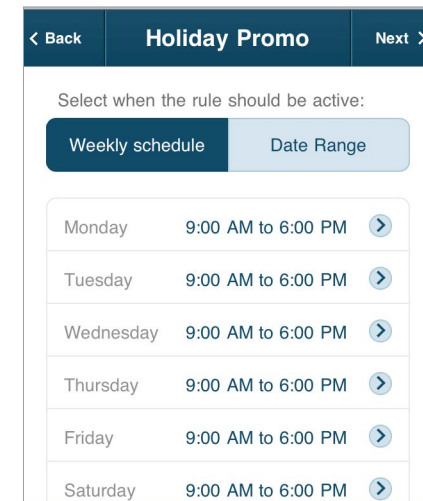 Back Holiday Promo Next
Select when the rule should be active:
Weekly schedule Date Range
Monday 9:00 AM to 6:00 PM
Tuesday 9:00 AM to 6:00 PM
Wednesday 9:00 AM to 6:00 PM
Thursday 9:00 AM to 6:00 PM
Friday 9:00 AM to 6:00 PM
Saturday 9:00 AM to 6:00 PM